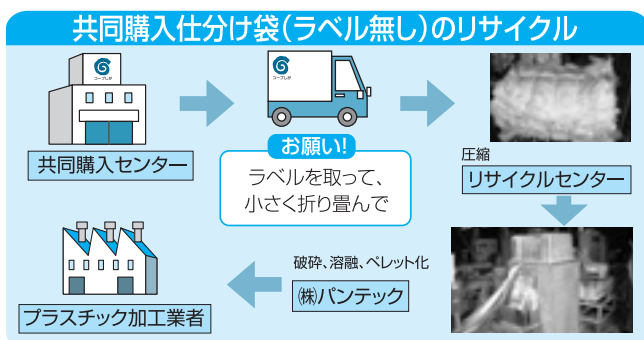 共同購入仕分け袋(ラベル無し)のリサイクル
コープしが
コープしが
共同購入センター
お願い!
ラベルを取って、
小さく折り畳んで
圧縮
リサイクルセンター
破砕、溶融、ペレット化
㈱パンテック
プラスチック加工業者